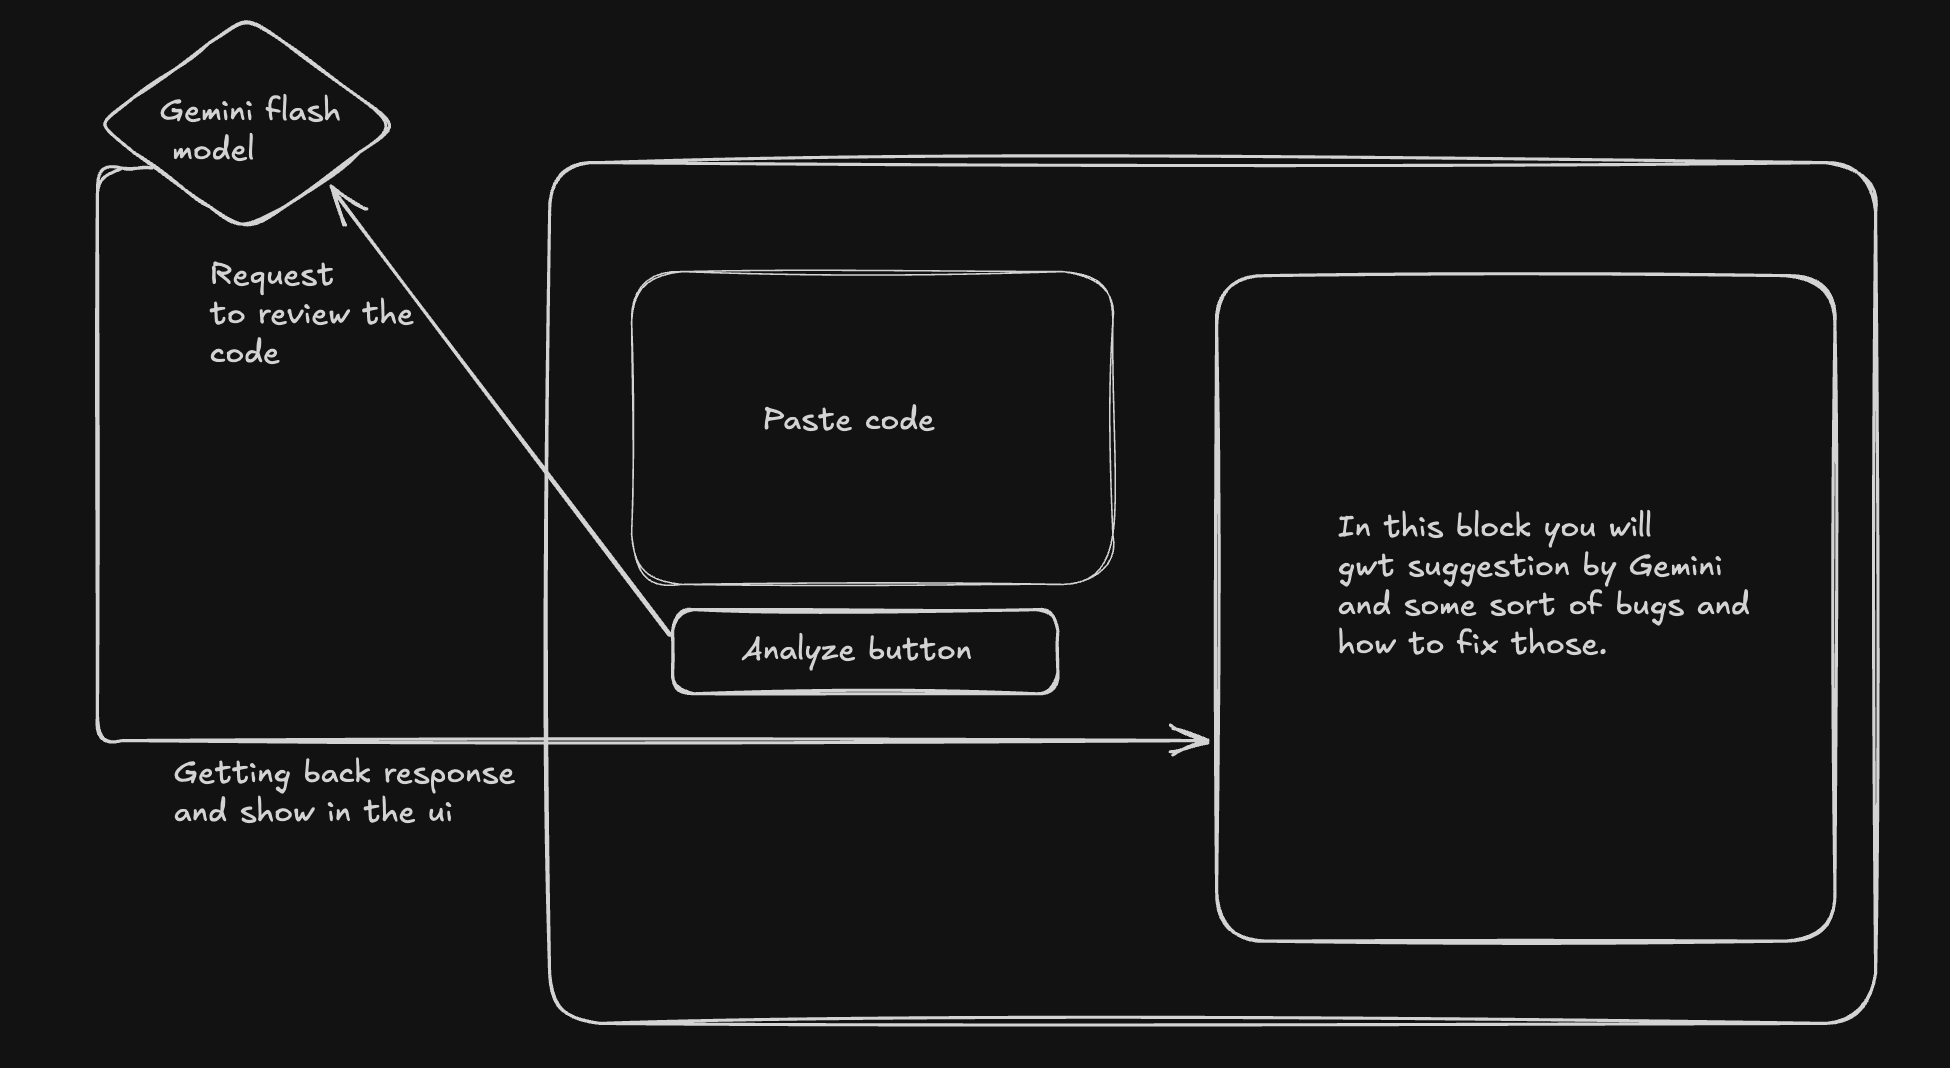 Gemini flash
model
Request
to review the
code
Paste code
Analyze button
In this block you will
gwt suggestion by Gemini
and some sort of bugs and
how to fix those.
Getting back response
and show in the ui